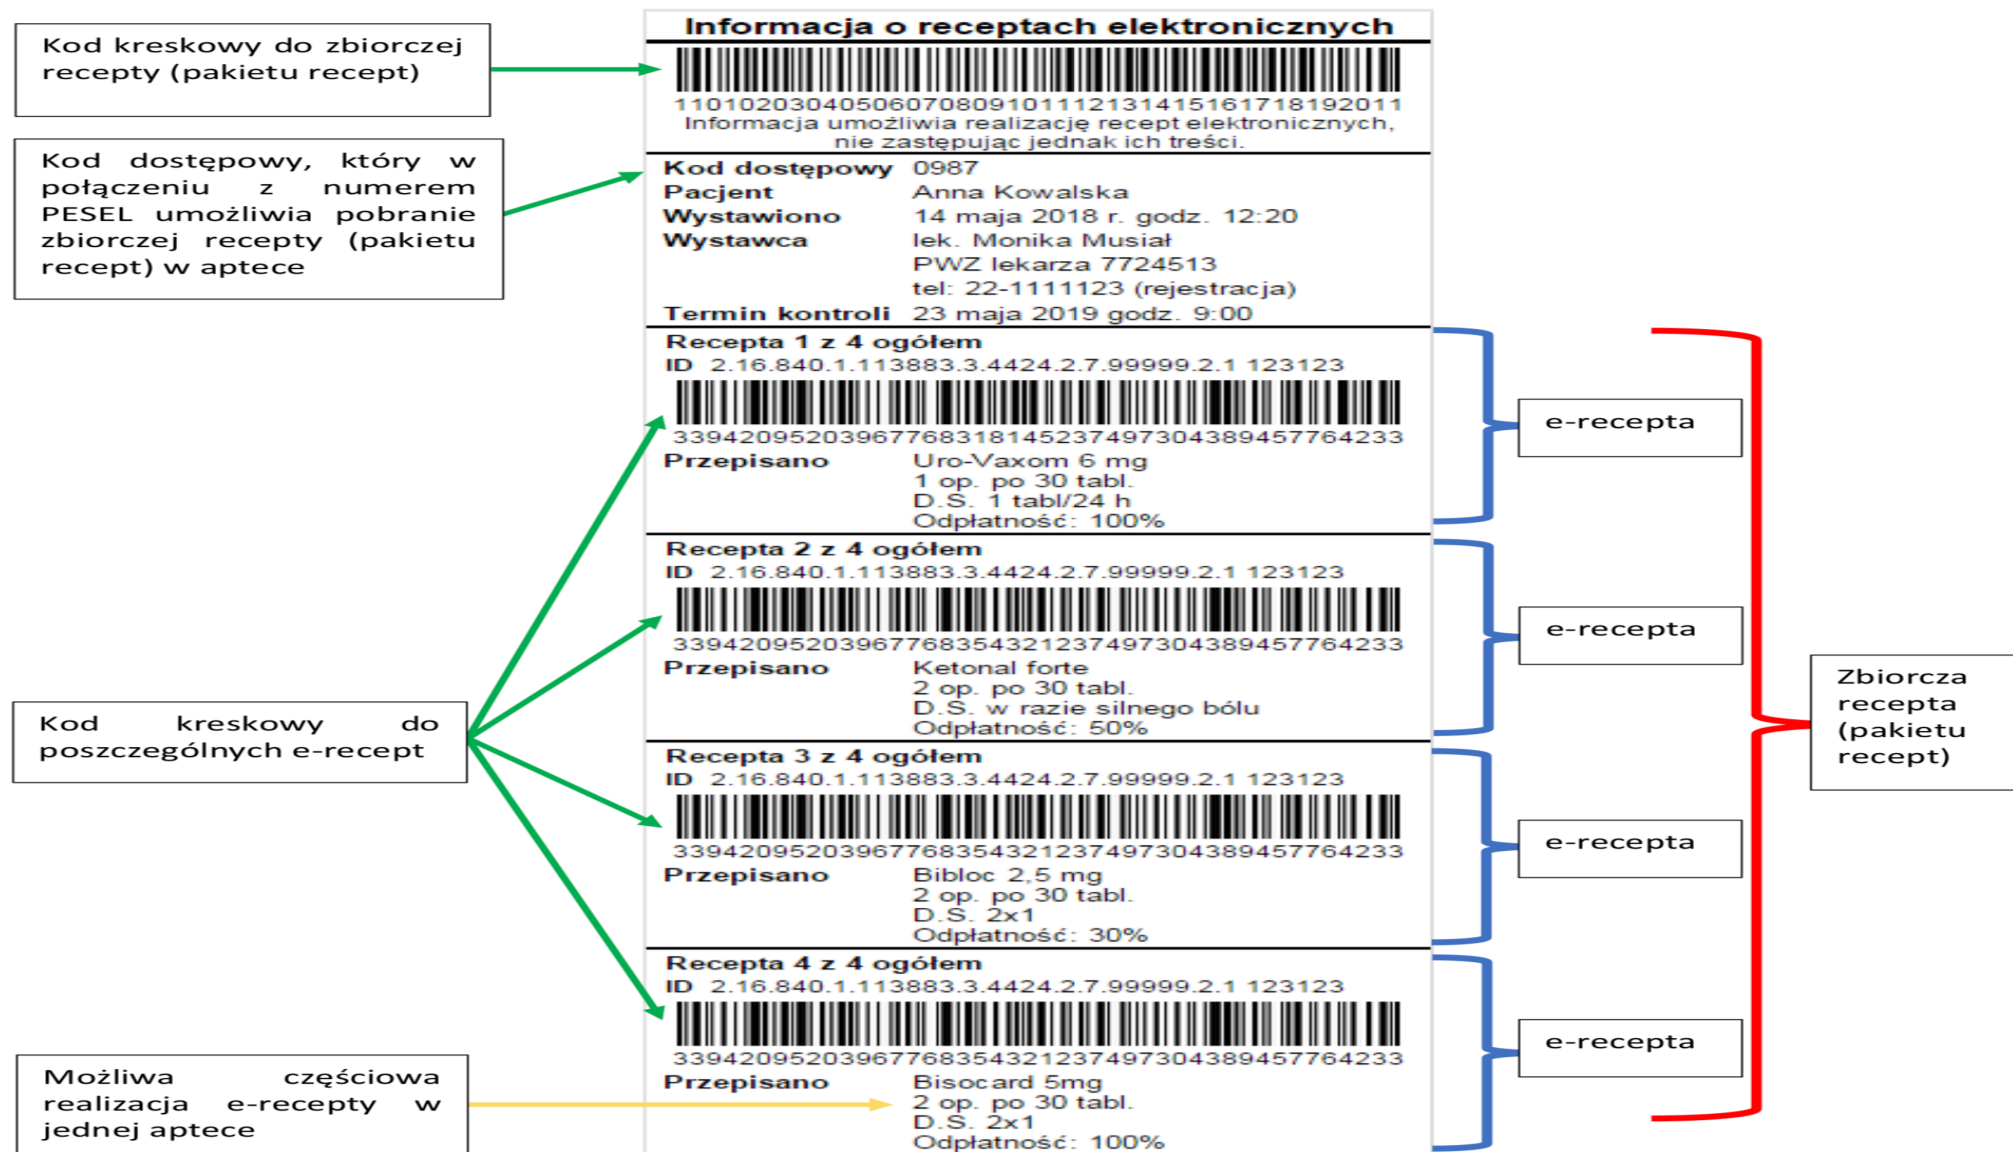 Kod kreskowy do zbiorczej
recepty (pakietu recept)
Kod dostępowy, który w
połączeniu z numerem
PESEL umożliwia pobranie
zbiorczej recepty (pakietu
recept) w aptece
Kod kreskowy do
poszczególnych e-recept
Możliwa częściowa
realizacja e-recepty w
jednej aptece
Informacja o receptach elektronicznych
11010203040506070809101112131415161718192011
Informacja umożliwia realizację recept elektronicznych,
nie zastępując jednak ich treści.
Kod dostępowy 0987
Pacjent Anna Kowalska
Wystawiono 14 maja 2018 r. godz. 12:20
Wystawca lek. Monika Musiał
PWZ lekarza 7724513
tel: 22-1111123 (rejestracja)
Termin kontroli 23 maja 2019 godz. 9:00
Recepta 1 z 4 ogółem
ID 2.16.840.1.113883.3.4424.2.7.99999.2.1 123123
33942095203967768318145237497304389457764233
Przepisano Uro-Vaxom 6 mg
1 op. po 30 tabl.
D.S. 1 tabl/24 h
Odpłatność: 100%
Recepta 2 z 4 ogółem
ID 2.16.840.1.113883.3.4424.2.7.99999.2.1 123123
33942095203967768354321237497304389457764233
Przepisano Ketonal forte
2 op. po 30 tabl.
D.S. w razie silnego bólu
Odpłatność: 50%
Recepta 3 z 4 ogółem
ID 2.16.840.1.113883.3.4424.2.7.99999.2.1 123123
33942095203967768354321237497304389457764233
Przepisano Bibloc 2,5 mg
2 op. po 30 tabl.
D.S. 2x1
Odpłatność: 30%
Recepta 4 z 4 ogółem
ID 2.16.840.1.113883.3.4424.2.7.99999.2.1 123123
33942095203967768354321237497304389457764233
Przepisano Bisocard 5mg
2 op. po 30 tabl.
D.S. 2x1
Odpłatność: 100%
e-recepta
e-recepta
e-recepta
e-recepta
Zbiorcza
recepta
(pakietu
recept)